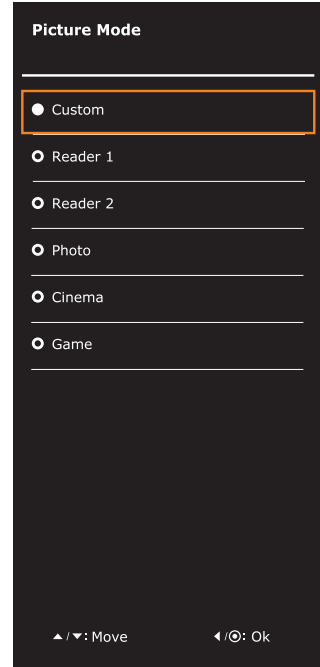 Picture Mode
Custom
Reader 1
Reader 2
Photo
Cinema
Game
▲/▼: Move ◀/◉: Ok